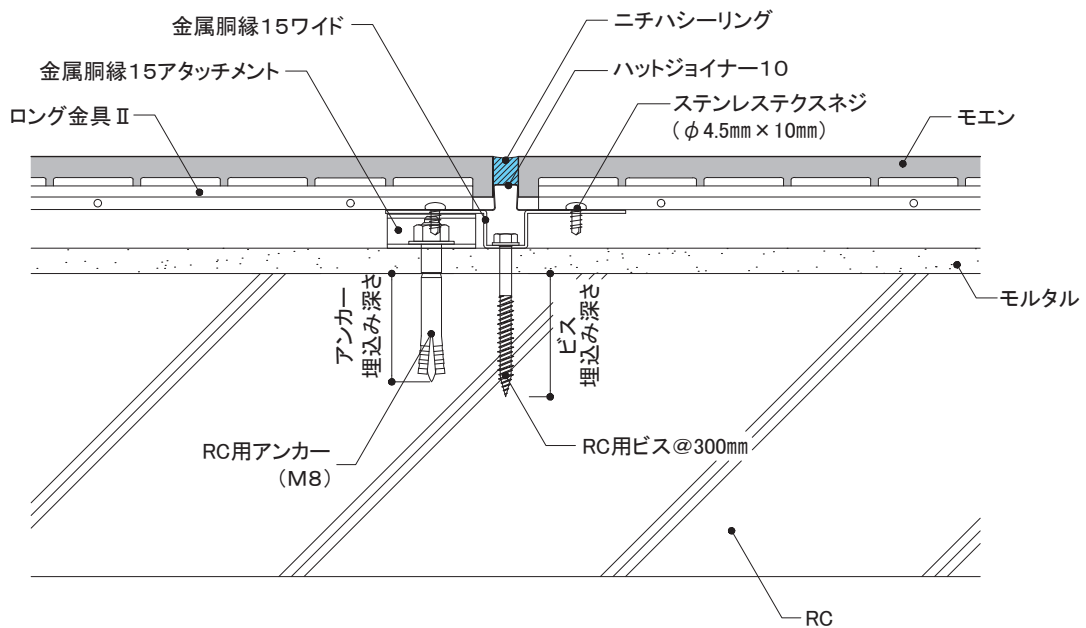 金属胴縁15ワイド
ニチハシーリング
金属胴縁15アタッチメント
ハットジョイナー10
ロング金具Ⅱ
ステンレステクスネジ
（φ4.5mm×10mm）
モエン
モルタル
アンカー
埋込み深さ
ビス
埋込み深さ
RC用アンカー
（M8）
RC用ビス@300mm
RC